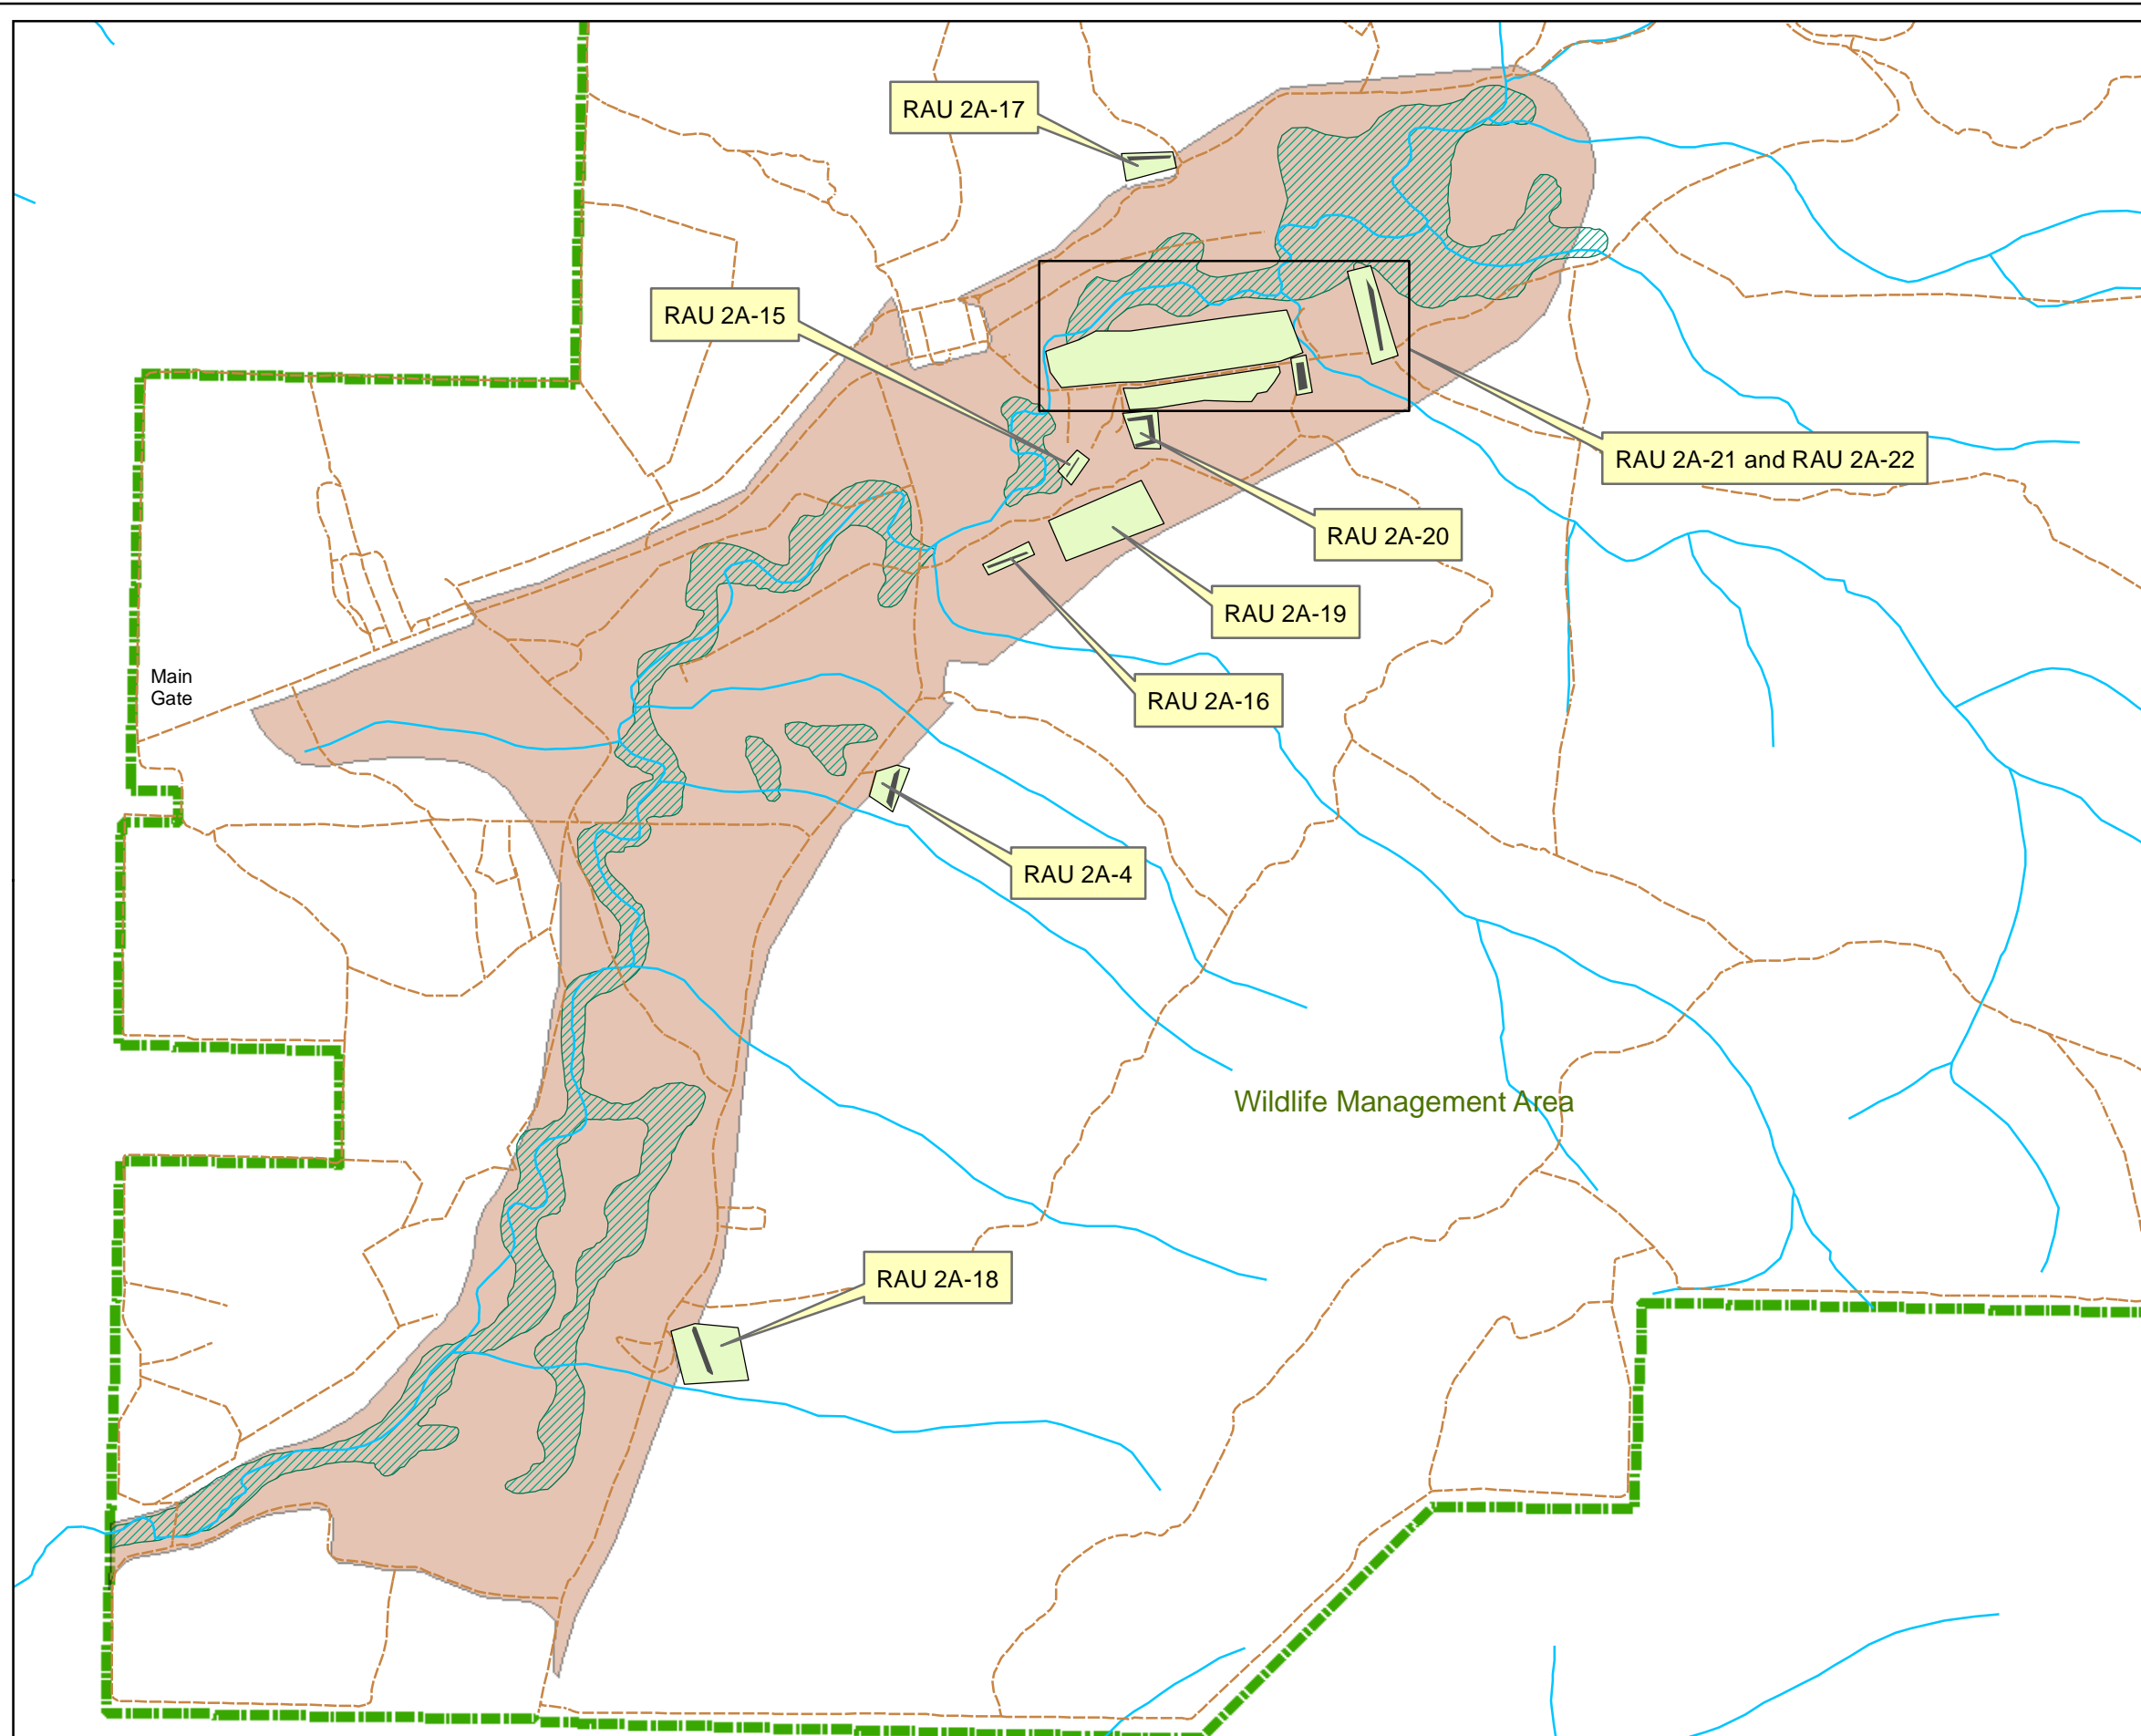 RAU 2A-17
RAU 2A-15
RAU 2A-21 and RAU 2A-22
RAU 2A-20
RAU 2A-19
Main
Gate
RAU 2A-16
RAU 2A-4
Wildlife Management Area
RAU 2A-18